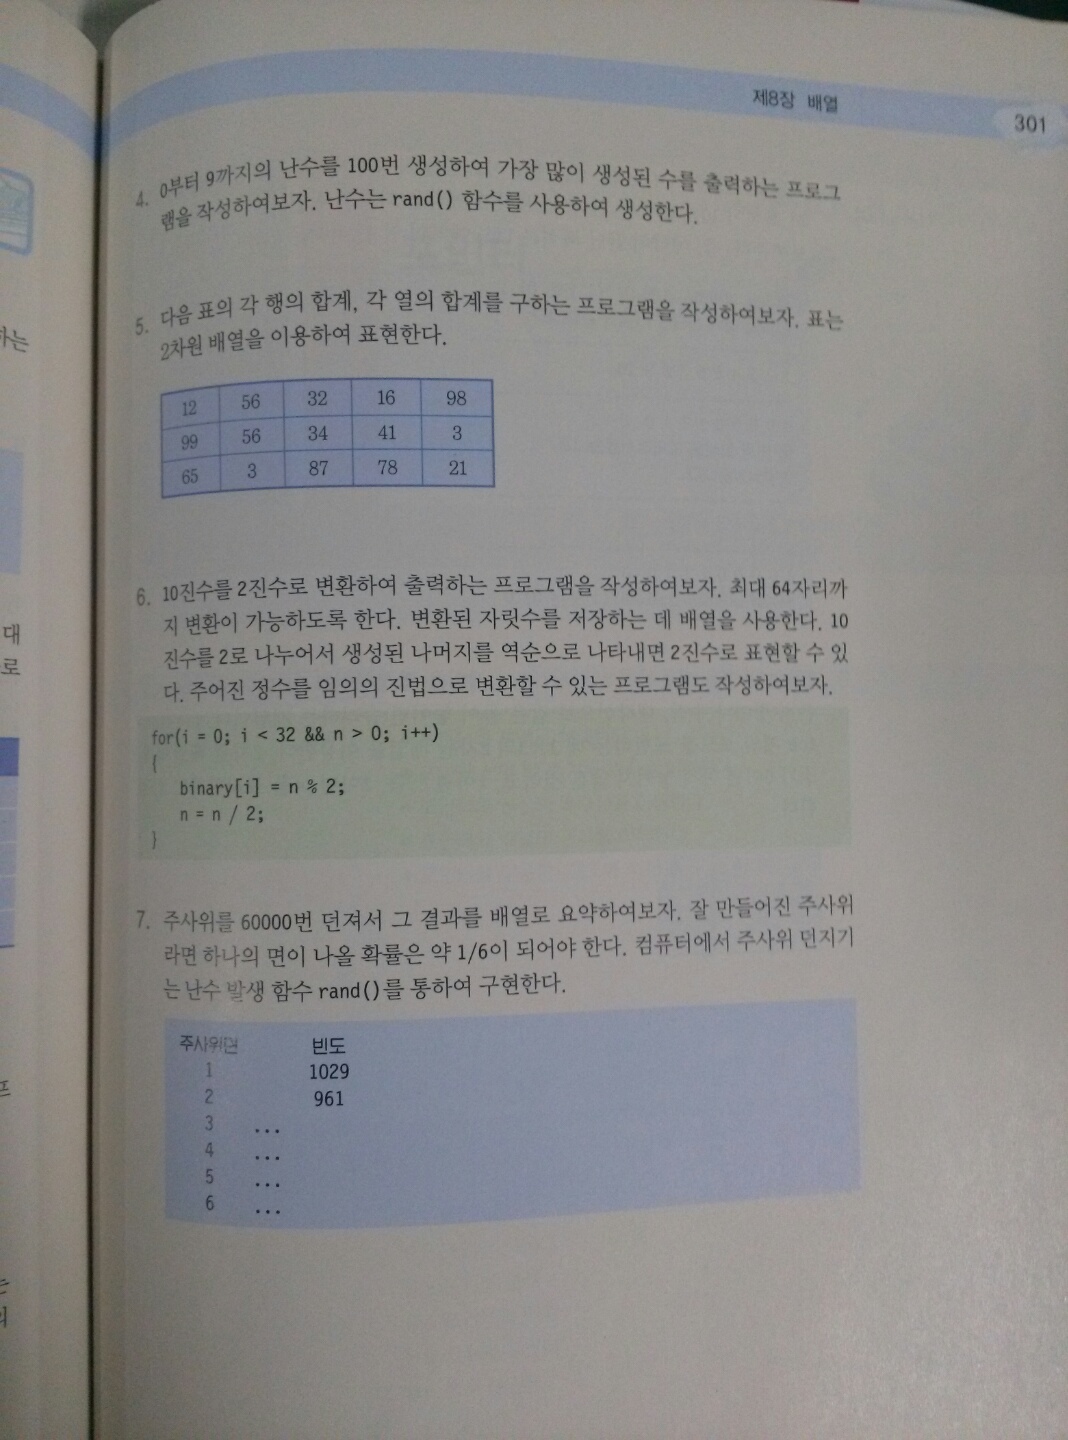 제8장 배열
301
4. 0부터 9까지의 난수를 100번 생성하여 가장 많이 생성된 수를 출력하는 프로그
램을 작성하여보자. 난수는 rand() 함수를 사용하여 생성한다.
5. 다음 표의 각 행의 합계, 각 열의 합계를 구하는 프로그램을 작성하여보자. 표는
2차원 배열을 이용하여 표현한다.
12 56 32 16 98
99 56 34 41 3
65 3 87 78 21
6. 10진수를 2진수로 변환하여 출력하는 프로그램을 작성하여보자. 최대 64자리까
지 변환이 가능하도록 한다. 변환된 자릿수를 저장하는 데 배열을 사용한다. 10
진수를 2로 나누어서 생성된 나머지를 역순으로 나타내면 2진수로 표현할 수 있
다. 주어진 정수를 임의의 진법으로 변환할 수 있는 프로그램도 작성하여보자.
for(i = 0; i < 32 && n > 0; i++)
{
binary[i] = n % 2;
n = n / 2;
}
7. 주사위를 60000번 던져서 그 결과를 배열로 요약하여보자. 잘 만들어진 주사위
라면 하나의 면이 나올 확률은 약 1/6이 되어야 한다. 컴퓨터에서 주사위 던지기
는 난수 발생 함수 rand()를 통하여 구현한다.
주사위면 빈도
1 1029
2 961
3 ...
4 ...
5 ...
6 ...
하는
대
로
프
는
의